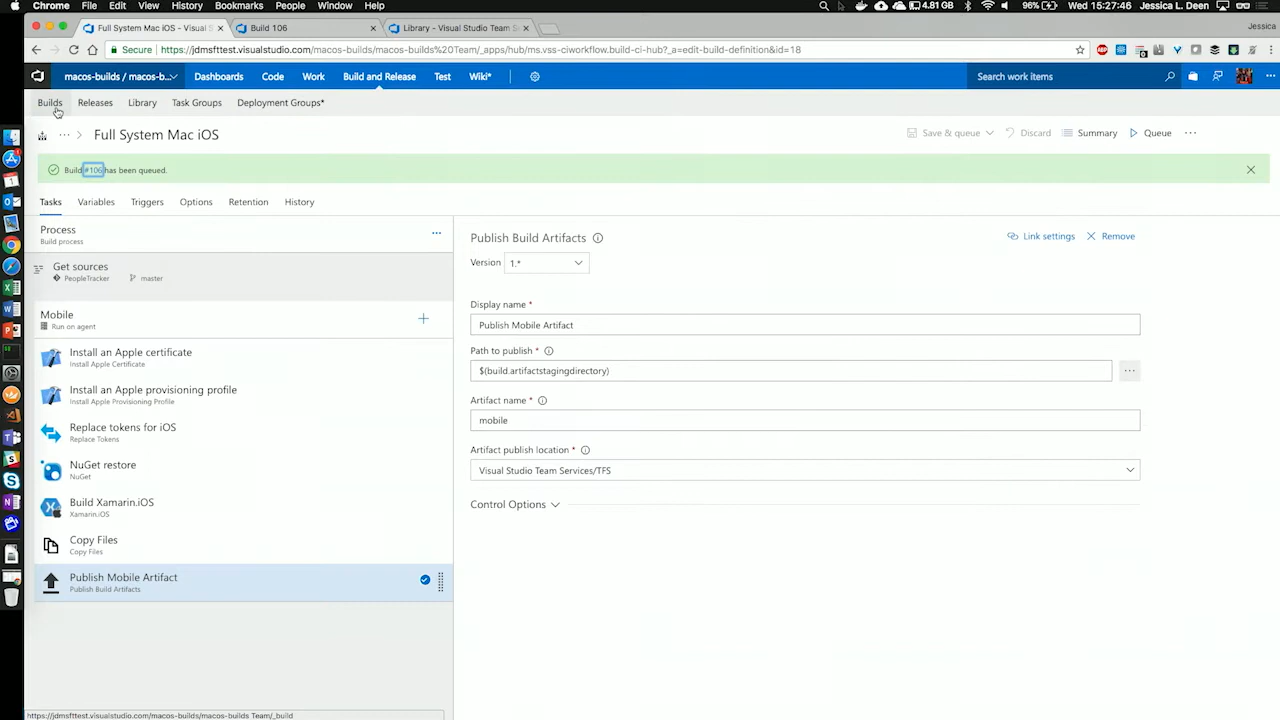 Chrome File Edit View History Bookmarks People Window Help 4.81 GB 96% Wed 15:27:46 Jessica L. Deen
Full System Mac iOS - Visual S Build 106 Library - Visual Studio Team Se Jessica
Secure https://jdmsfttest.visualstudio.com/macos-builds/macos-builds%20Team/_apps/hub/ms.vss-ciworkflow.build-ci-hub?_a=edit-build-definition&id=18
macos-builds / macos-b... Dashboards Code Work Build and Release Test Wiki* Search work items
Builds Releases Library Task Groups Deployment Groups*
Full System Mac iOS Save & queue Discard Summary Queue
Build #106 has been queued.
Tasks Variables Triggers Options Retention History
Process
Build process
Get sources
PeopleTracker master
Mobile
Run on agent
Install an Apple certificate
Install Apple Certificate
Install an Apple provisioning profile
Install Apple Provisioning Profile
Replace tokens for iOS
Replace Tokens
NuGet restore
NuGet
Build Xamarin.iOS
Xamarin.iOS
Copy Files
Copy Files
Publish Mobile Artifact
Publish Build Artifacts
Publish Build Artifacts Link settings Remove
Version 1.*
Display name *
Publish Mobile Artifact
Path to publish *
$(build.artifactstagingdirectory)
Artifact name *
mobile
Artifact publish location *
Visual Studio Team Services/TFS
Control Options
https://jdmsfttest.visualstudio.com/macos-builds/macos-builds Team/_build